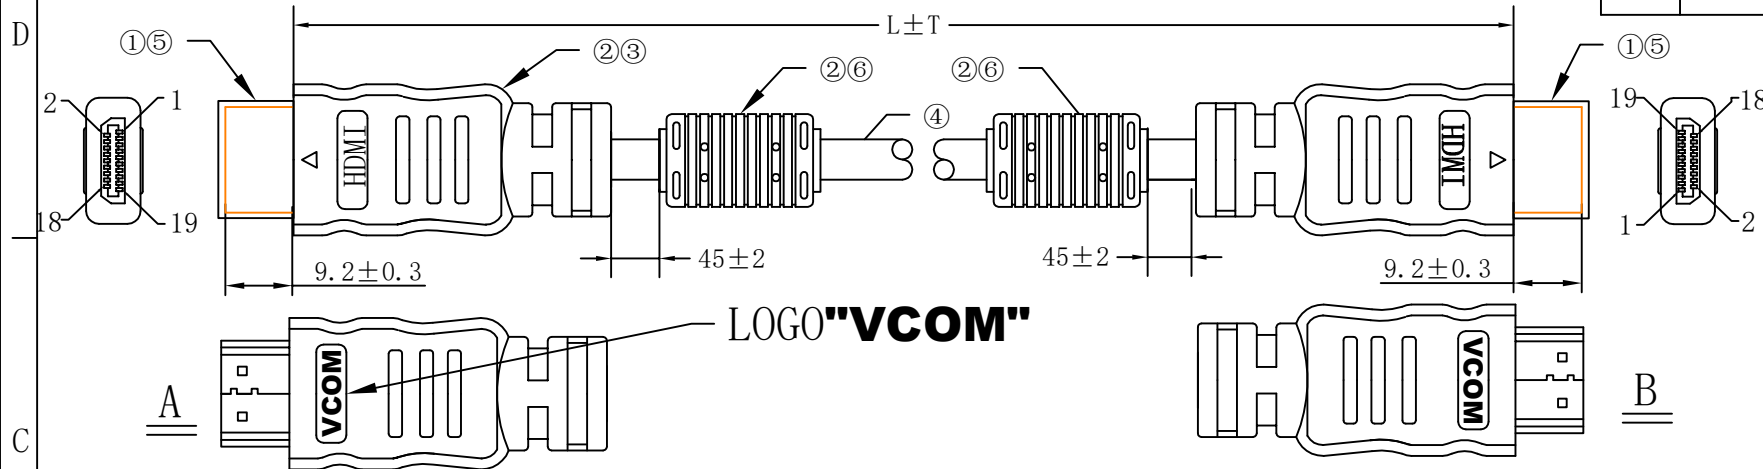 D
L±T
①⑤
②③
②⑥
②⑥
①⑤
④
2
1
18
19
HDMI
HDMI
19
18
1
2
9.2±0.3
45±2
45±2
9.2±0.3
LOGO"VCOM"
VCOM
VCOM
A
B
C